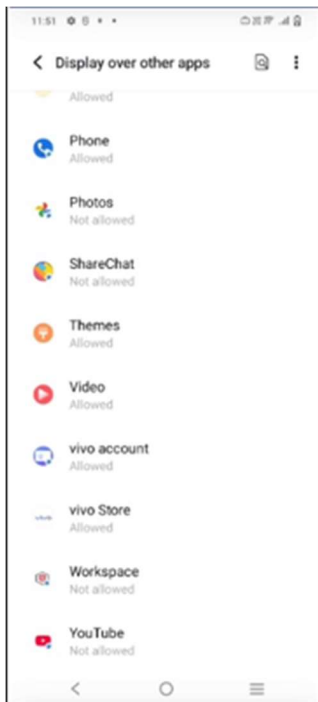 11:51
Display over other apps
Allowed
Phone
Allowed
Photos
Not allowed
ShareChat
Not allowed
Themes
Allowed
Video
Allowed
vivo account
Allowed
vivo Store
Allowed
Workspace
Not allowed
YouTube
Not allowed